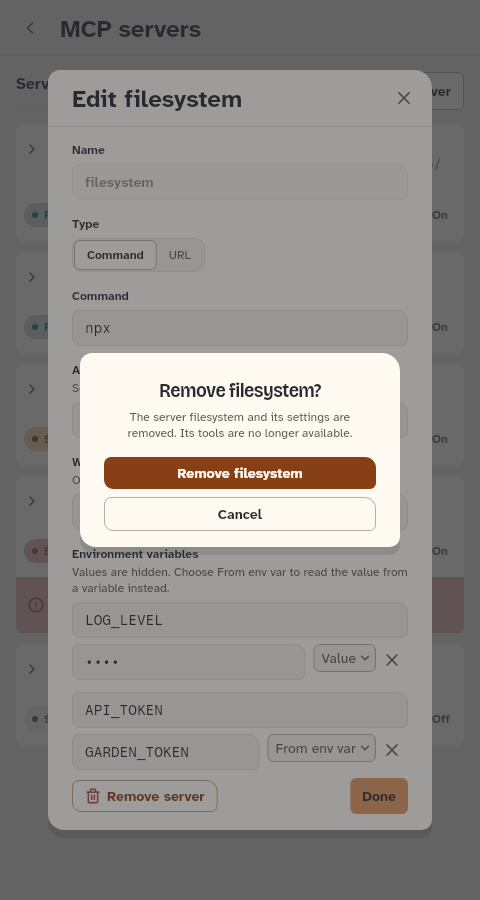 MCP servers
Edit filesystem
Name
filesystem
Type
Command URL
Command
npx
On
On
On
On
Off
Remove filesystem?
The server filesystem and its settings are
removed. Its tools are no longer available.
Remove filesystem
Cancel
Environment variables
Values are hidden. Choose From env var to read the value from
a variable instead.
LOG_LEVEL
•••• Value
API_TOKEN
GARDEN_TOKEN From env var
Remove server Done